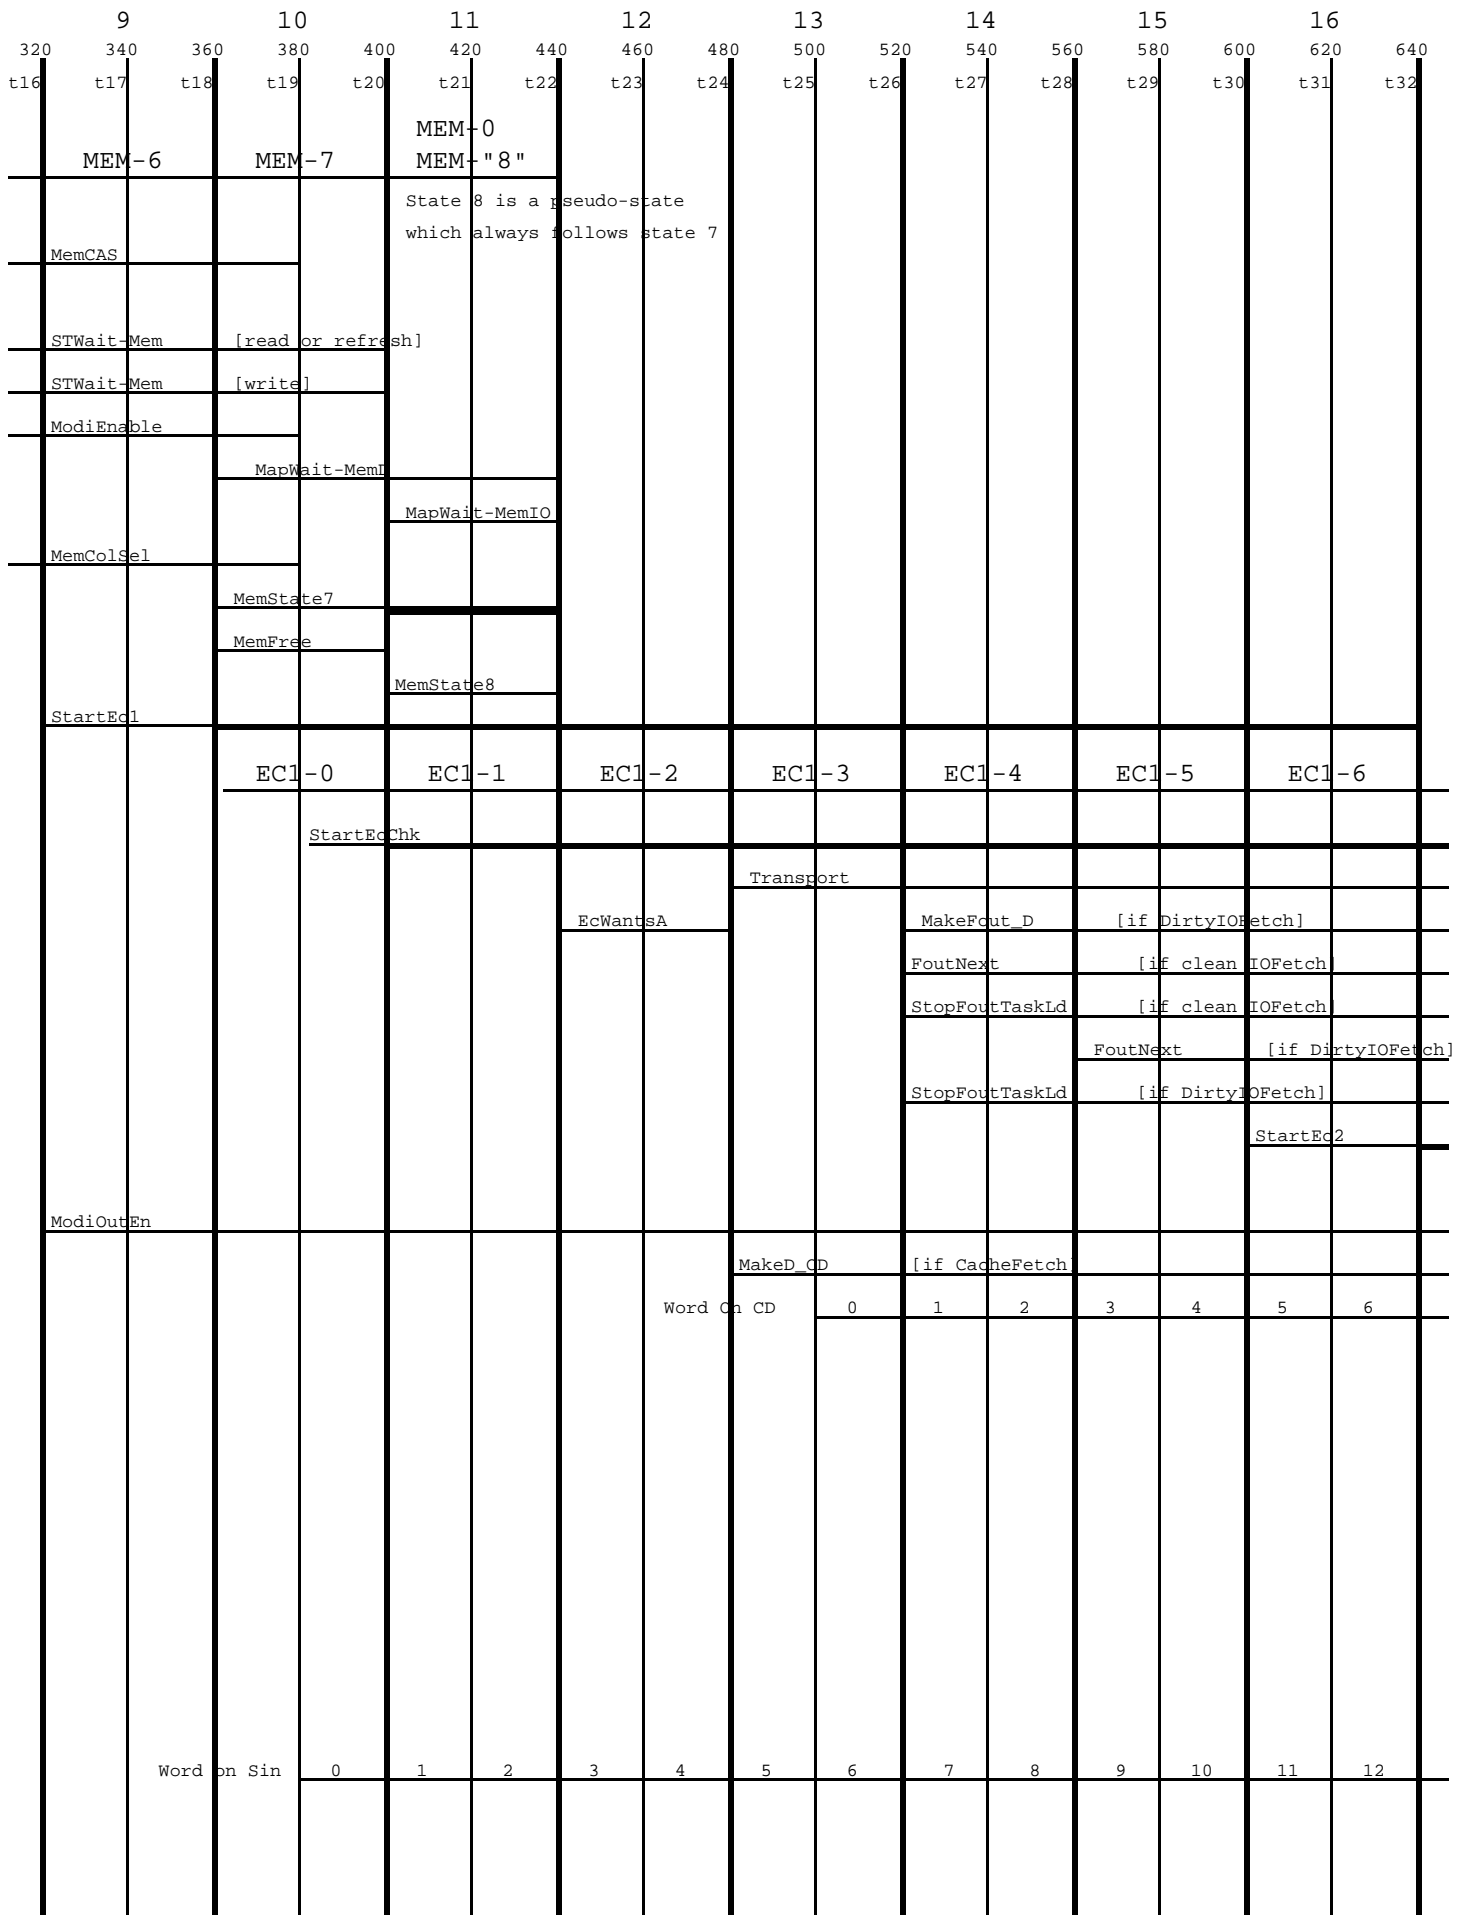 9 10 11 12 13 14 15 16
320 340 360 380 400 420 440 460 480 500 520 540 560 580 600 620 640
t16 t17 t18 t19 t20 t21 t22 t23 t24 t25 t26 t27 t28 t29 t30 t31 t32
MEM-0
MEM-6 MEM-7 MEM-"8"
State 8 is a pseudo-state
which always follows state 7
MemCAS
STWait-Mem [read or refresh]
STWait-Mem [write]
ModiEnable
MapWait-MemD
MapWait-MemIO
MemColSel
MemState7
MemFree
MemState8
StartEc1
EC1-0 EC1-1 EC1-2 EC1-3 EC1-4 EC1-5 EC1-6
StartEcChk
Transport
EcWantsA MakeFout_D [if DirtyIOFetch]
FoutNext [if clean IOFetch]
StopFoutTaskLd [if clean IOFetch]
FoutNext [if DirtyIOFetch]
StopFoutTaskLd [if DirtyIOFetch]
StartEc2
ModiOutEn
MakeD_CD [if CacheFetch]
Word On CD 0 1 2 3 4 5 6
Word on Sin 0 1 2 3 4 5 6 7 8 9 10 11 12